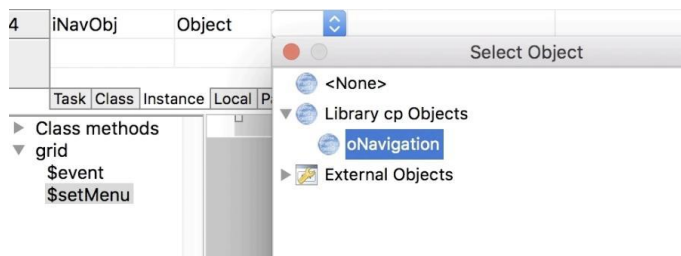 4 iNavObj Object
Select Object
<None>
Library cp Objects
oNavigation
External Objects
Task Class Instance Local
Class methods
grid
$event
$setMenu